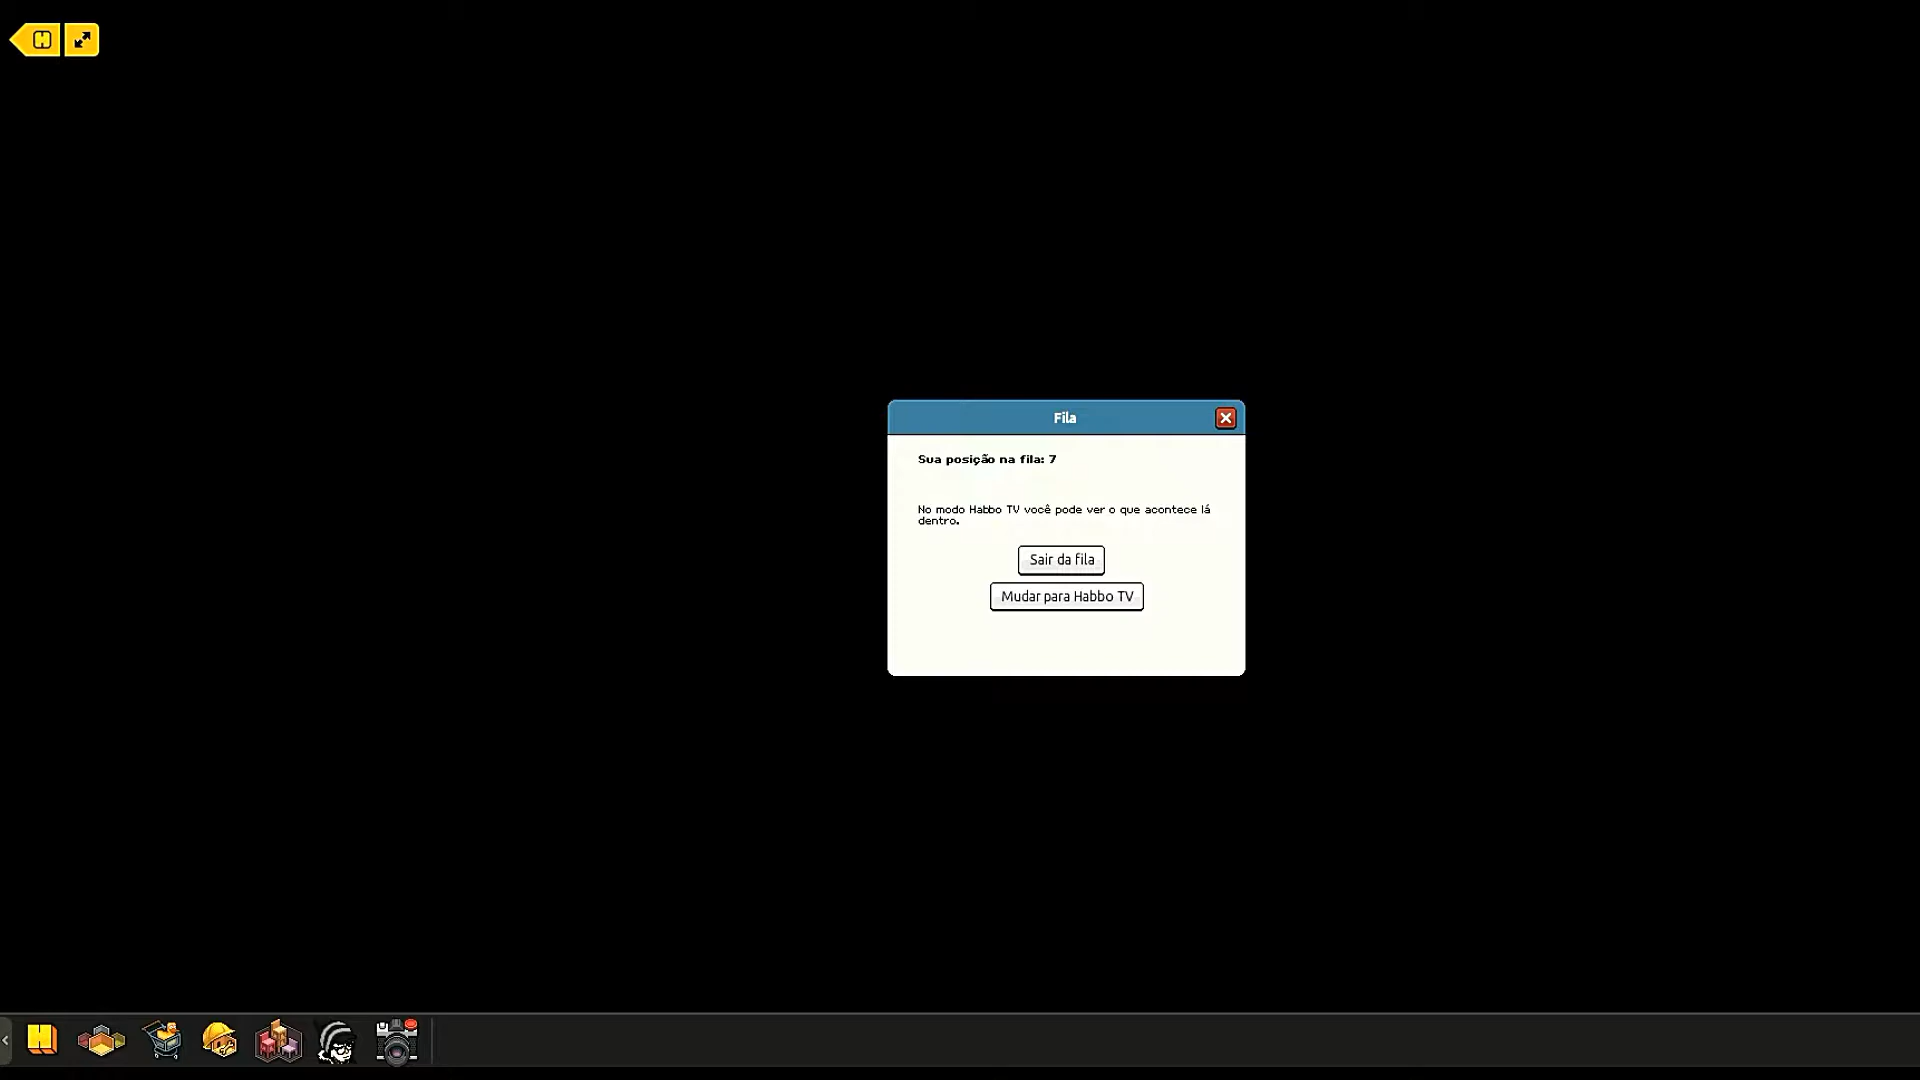 Fila
Sua posição na fila: 7
No modo Habbo TV você pode ver o que acontece lá
dentro.
Sair da fila
Mudar para Habbo TV